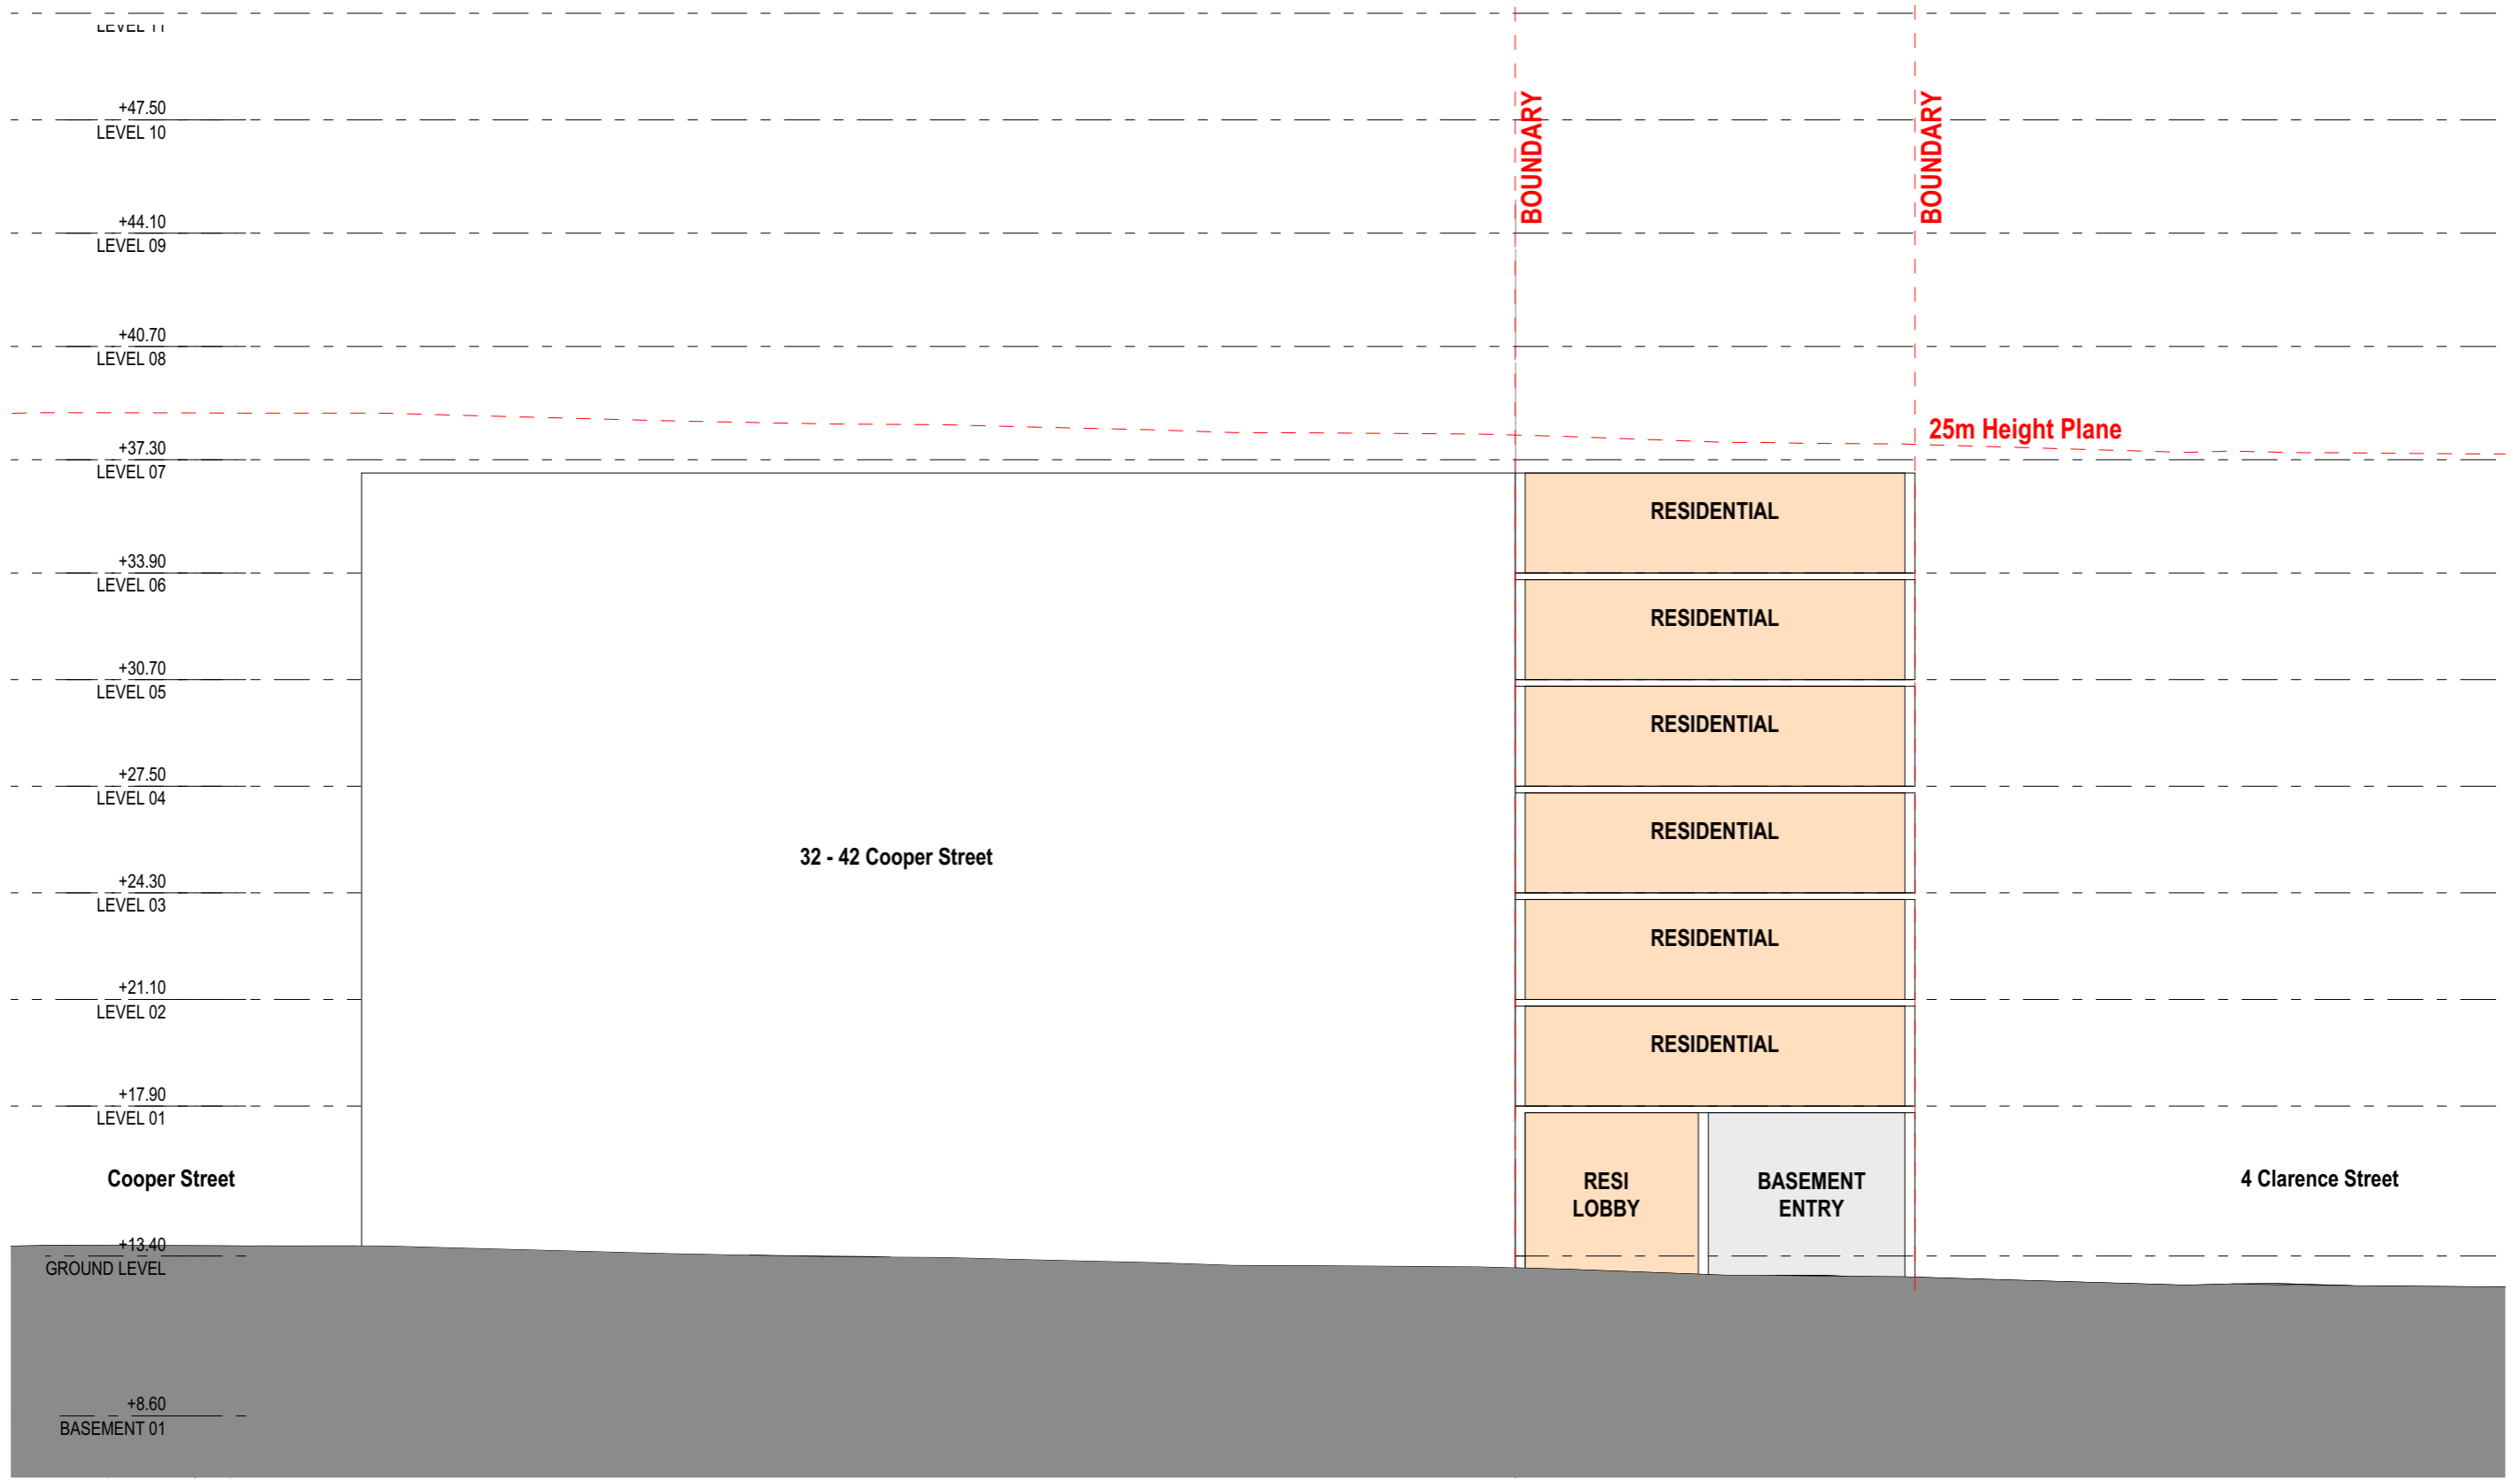 LEVEL 11
+47.50
LEVEL 10
BOUNDARY
BOUNDARY
+44.10
LEVEL 09
+40.70
LEVEL 08
25m Height Plane
+37.30
LEVEL 07
RESIDENTIAL
+33.90
LEVEL 06
RESIDENTIAL
+30.70
LEVEL 05
RESIDENTIAL
+27.50
LEVEL 04
RESIDENTIAL
32 - 42 Cooper Street
+24.30
LEVEL 03
RESIDENTIAL
+21.10
LEVEL 02
RESIDENTIAL
+17.90
LEVEL 01
Cooper Street
RESI
LOBBY
BASEMENT
ENTRY
4 Clarence Street
+13.40
GROUND LEVEL
+8.60
BASEMENT 01